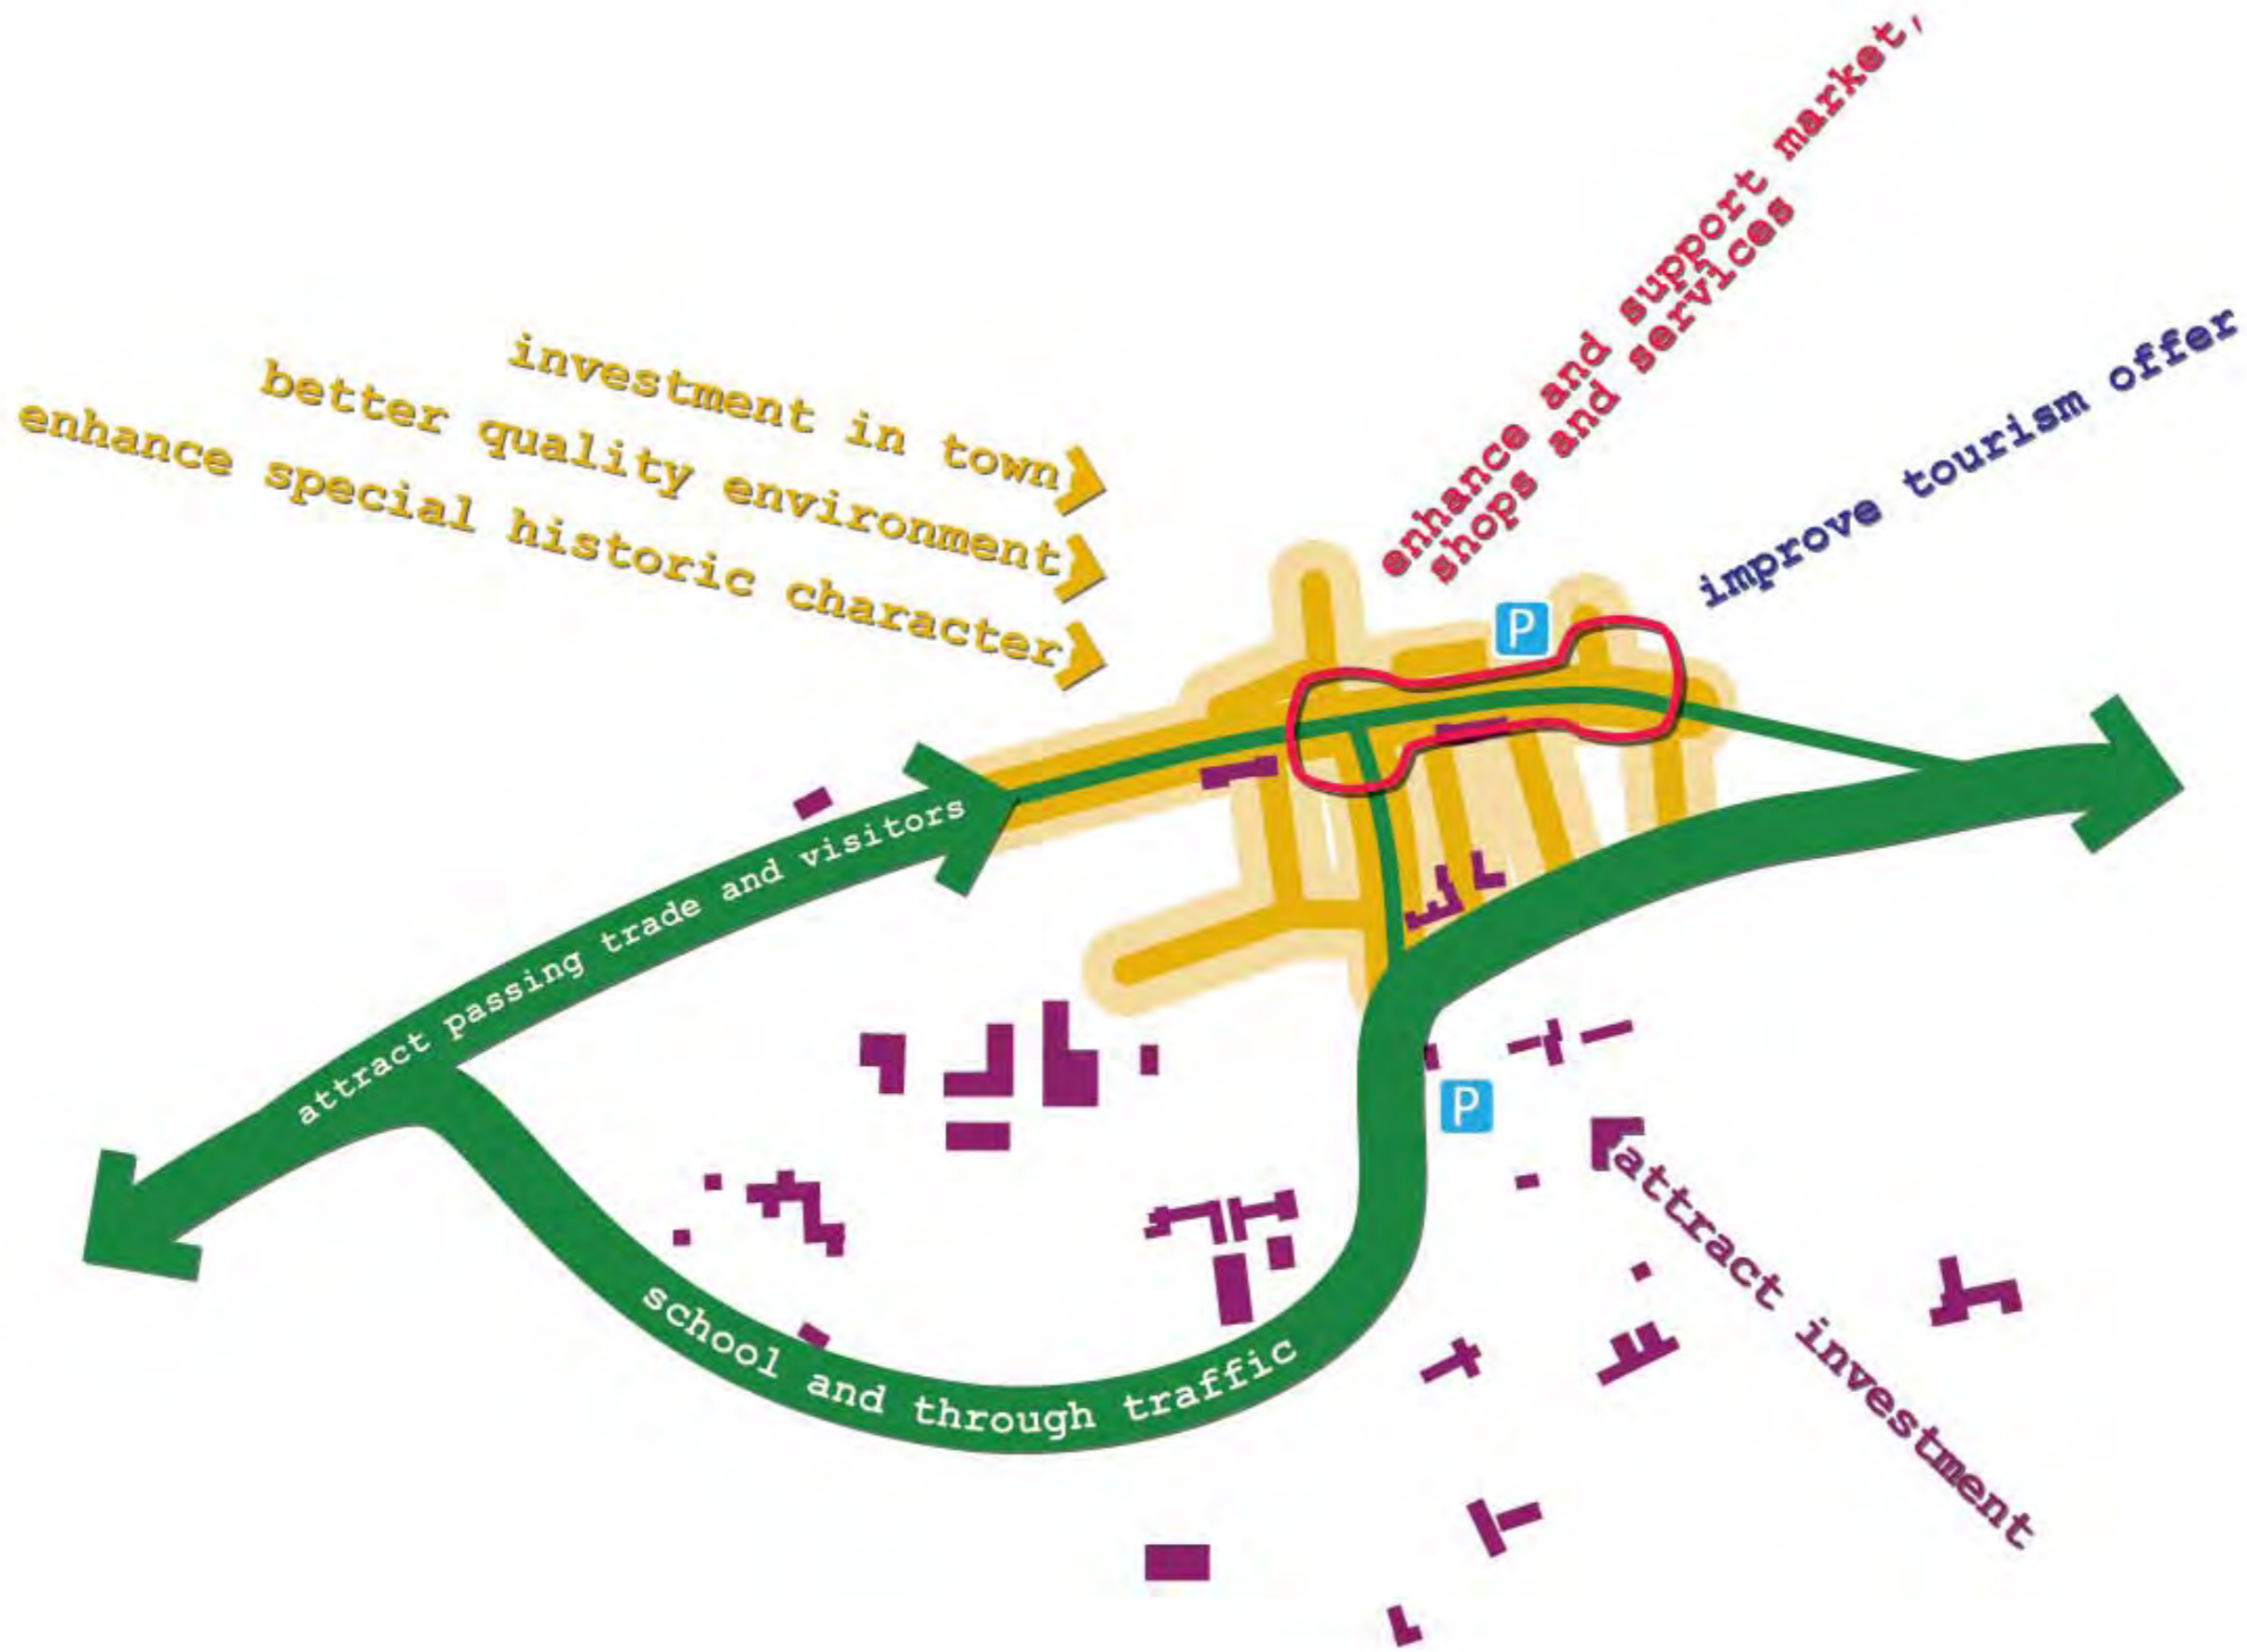 enhance and support market,
shops and services
improve tourism offer
investment in town
better quality environment
enhance special historic character
P
attract passing trade and visitors
P
attract investment
school and through traffic